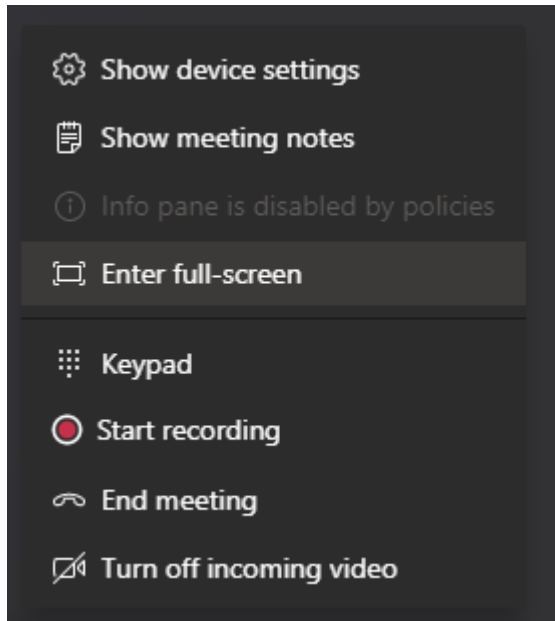 Show device settings
Show meeting notes
Info pane is disabled by policies
Enter full-screen
Keypad
Start recording
End meeting
Turn off incoming video